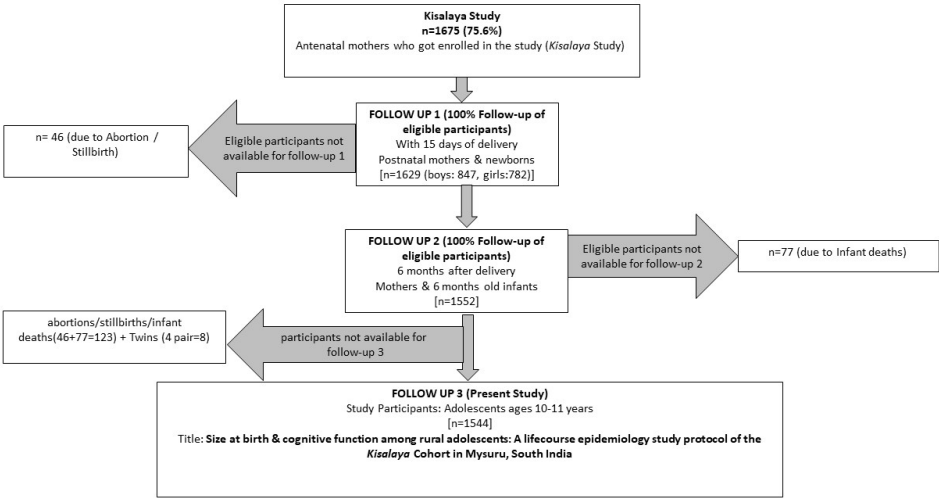 Kisalaya Study
n=1675 (75.6%)
Antenatal mothers who got enrolled in the study (Kisalaya Study)
n= 46 (due to Abortion /
Stillbirth)
Eligible participants not
available for follow-up 1
FOLLOW UP 1 (100% Follow-up of
eligible participants)
With 15 days of delivery
Postnatal mothers & newborns
[n=1629 (boys: 847, girls:782)]
FOLLOW UP 2 (100% Follow-up of
eligible participants)
6 months after delivery
Mothers & 6 months old infants
[n=1552]
Eligible participants not
available for follow-up 2
n=77 (due to Infant deaths)
abortions/stillbirths/infant
deaths(46+77=123) + Twins (4 pair=8)
participants not available for
follow-up 3
FOLLOW UP 3 (Present Study)
Study Participants: Adolescents ages 10-11 years
[n=1544]
Title: Size at birth & cognitive function among rural adolescents: A lifecourse epidemiology study protocol of the
Kisalaya Cohort in Mysuru, South India